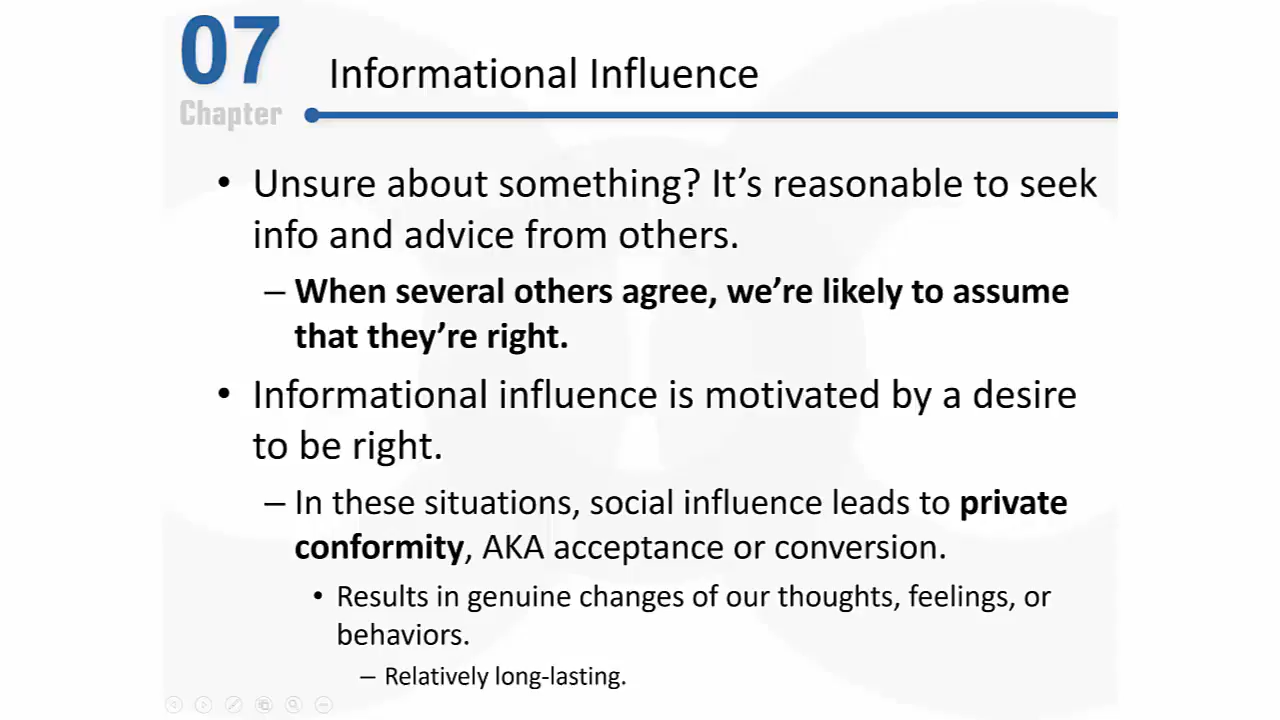 07
Chapter
Informational Influence
• Unsure about something? It’s reasonable to seek
info and advice from others.
– When several others agree, we’re likely to assume
that they’re right.
• Informational influence is motivated by a desire
to be right.
– In these situations, social influence leads to private
conformity, AKA acceptance or conversion.
• Results in genuine changes of our thoughts, feelings, or
behaviors.
– Relatively long-lasting.